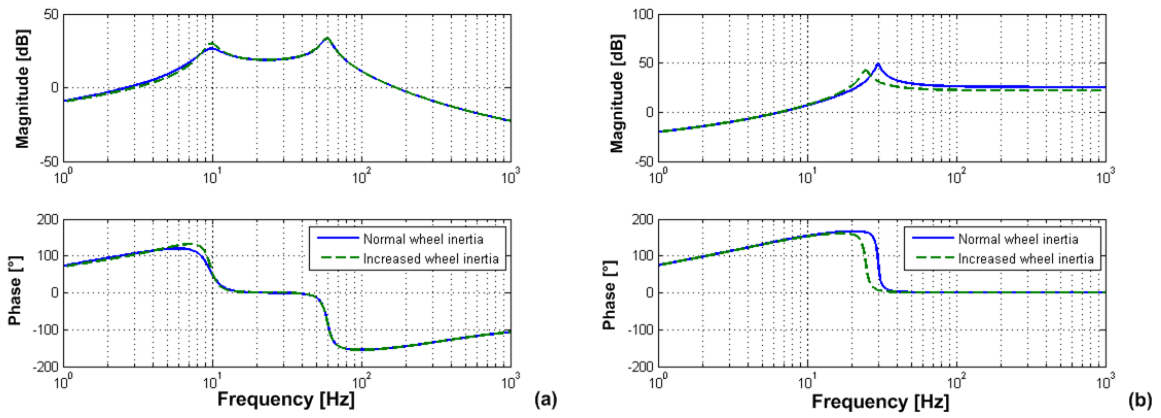 50
0
-50
Magnitude [dB]
10^0
10^1
10^2
10^3
200
100
0
-100
-200
Phase [°]
Normal wheel inertia
Increased wheel inertia
10^0
10^1
10^2
10^3
Frequency [Hz]
(a)
100
50
0
-50
Magnitude [dB]
10^0
10^1
10^2
10^3
200
100
0
-100
-200
Phase [°]
Normal wheel inertia
Increased wheel inertia
10^0
10^1
10^2
10^3
Frequency [Hz]
(b)